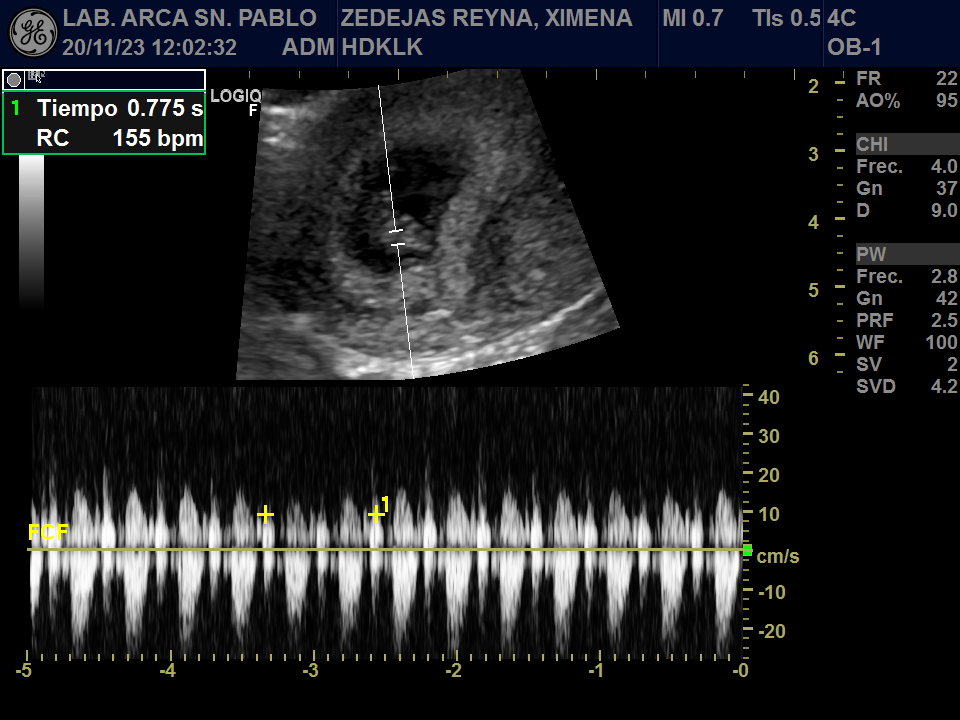 GE
LAB. ARCA SN. PABLO ZEDEJAS REYNA, XIMENA MI 0.7 TIs 0.5 4C
20/11/23 12:02:32 ADM HDKLK OB-1
1 Tiempo 0.775 s
RC 155 bpm
LOGIQ
F
2
3
4
5
6
FR 22
AO% 95
CHI
Frec. 4.0
Gn 37
D 9.0
PW
Frec. 2.8
Gn 42
PRF 2.5
WF 100
SV 2
SVD 4.2
40
30
20
1
10
FCF
cm/s
-10
-20
-5 -4 -3 -2 -1 -0